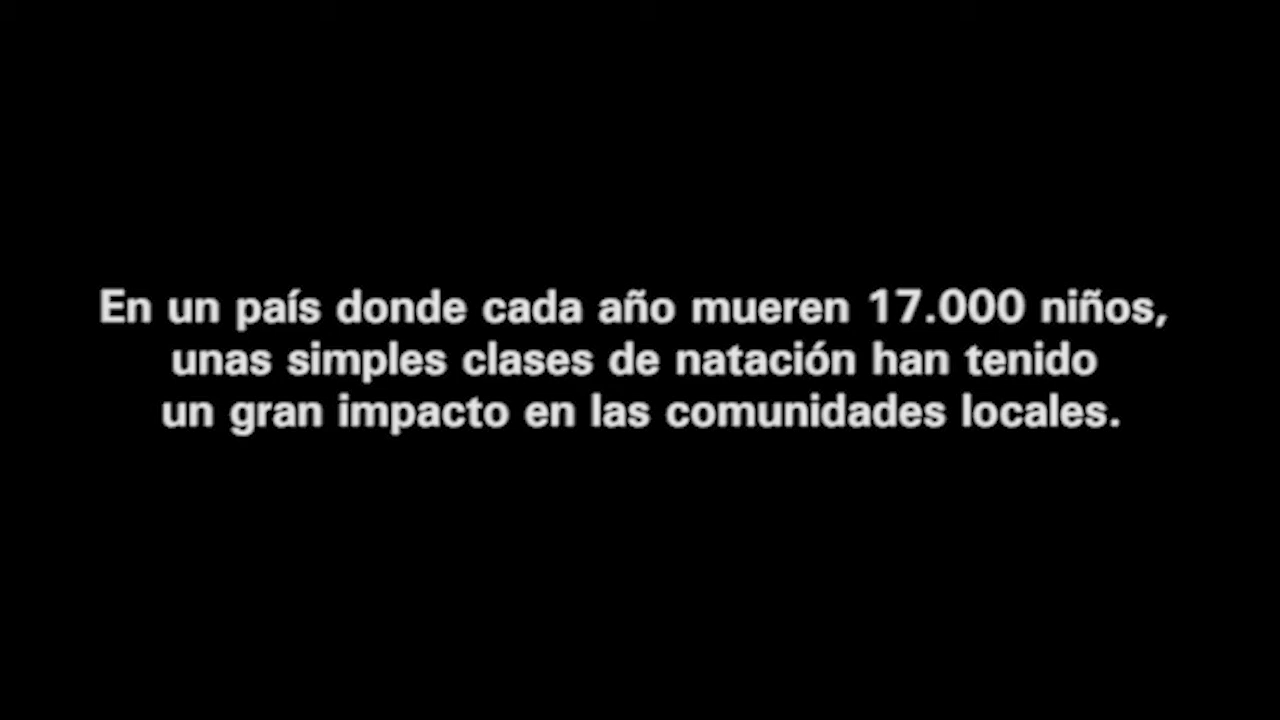 En un país donde cada año mueren 17.000 niños,
unas simples clases de natación han tenido
un gran impacto en las comunidades locales.